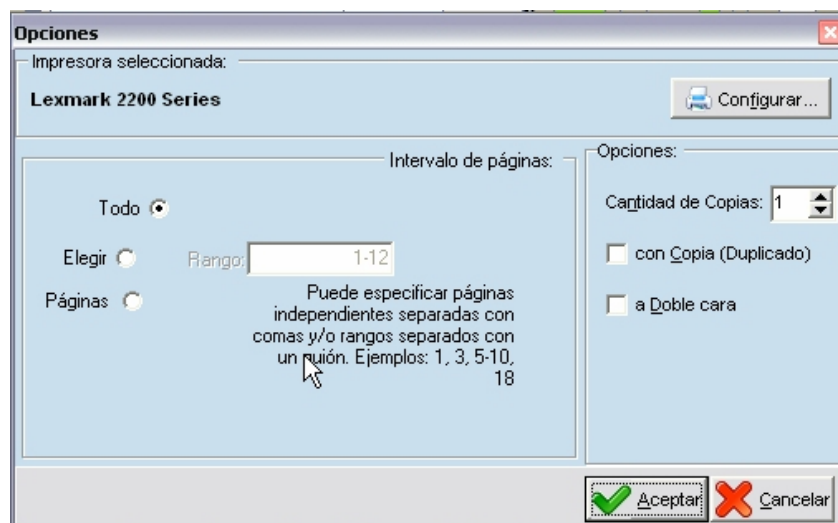 Opciones
Impresora seleccionada:
Lexmark 2200 Series
Configurar...
Intervalo de páginas:
Todo
Elegir
Rango:
1-12
Páginas
Puede especificar páginas
independientes separadas con
comas y/o rangos separados con
un guión. Ejemplos: 1, 3, 5-10,
18
Opciones:
Cantidad de Copias: 1
con Copia (Duplicado)
a Doble cara
Aceptar
Cancelar